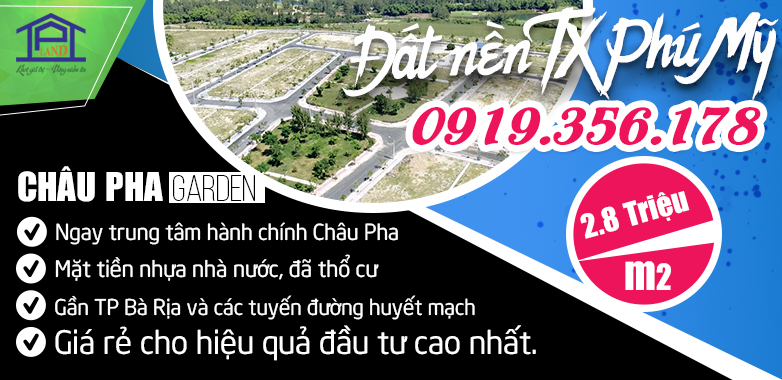 LAND
Đất nền TX Phú Mỹ
0919.356.178
CHÂU PHA GARDEN
2.8 Triệu
m2
Ngay trung tâm hành chính Châu Pha
Mặt tiền nhựa nhà nước, đã thổ cư
Gần TP Bà Rịa và các tuyến đường huyết mạch
Giá rẻ cho hiệu quả đầu tư cao nhất.